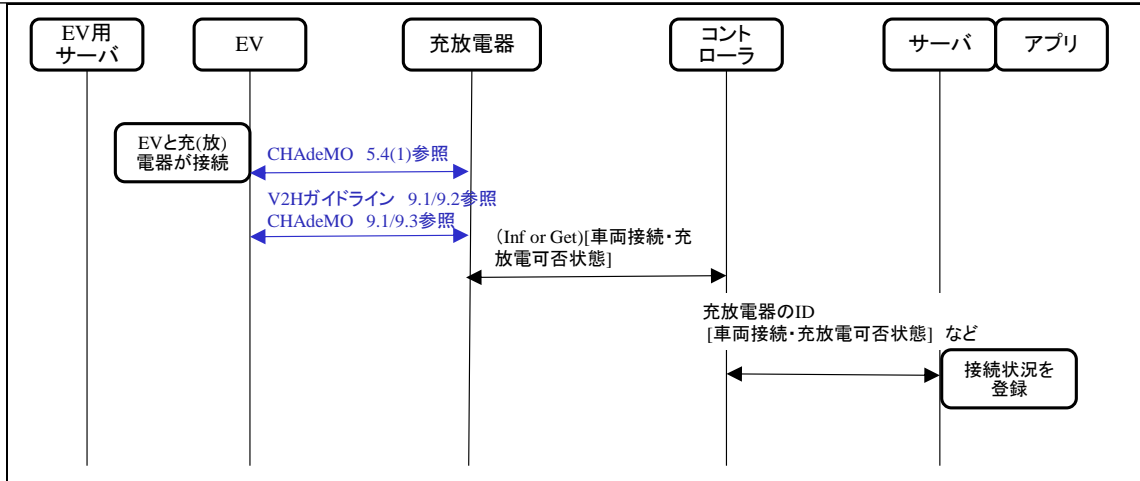 EV用
サーバ
EV
充放電器
コント
ローラ
サーバ
アプリ
EVと充(放)
電器が接続
CHAdeMO 5.4(1)参照
V2Hガイドライン 9.1/9.2参照
CHAdeMO 9.1/9.3参照
(Inf or Get)[車両接続・充
放電可否状態]
充放電器のID
[車両接続・充放電可否状態] など
接続状況を
登録